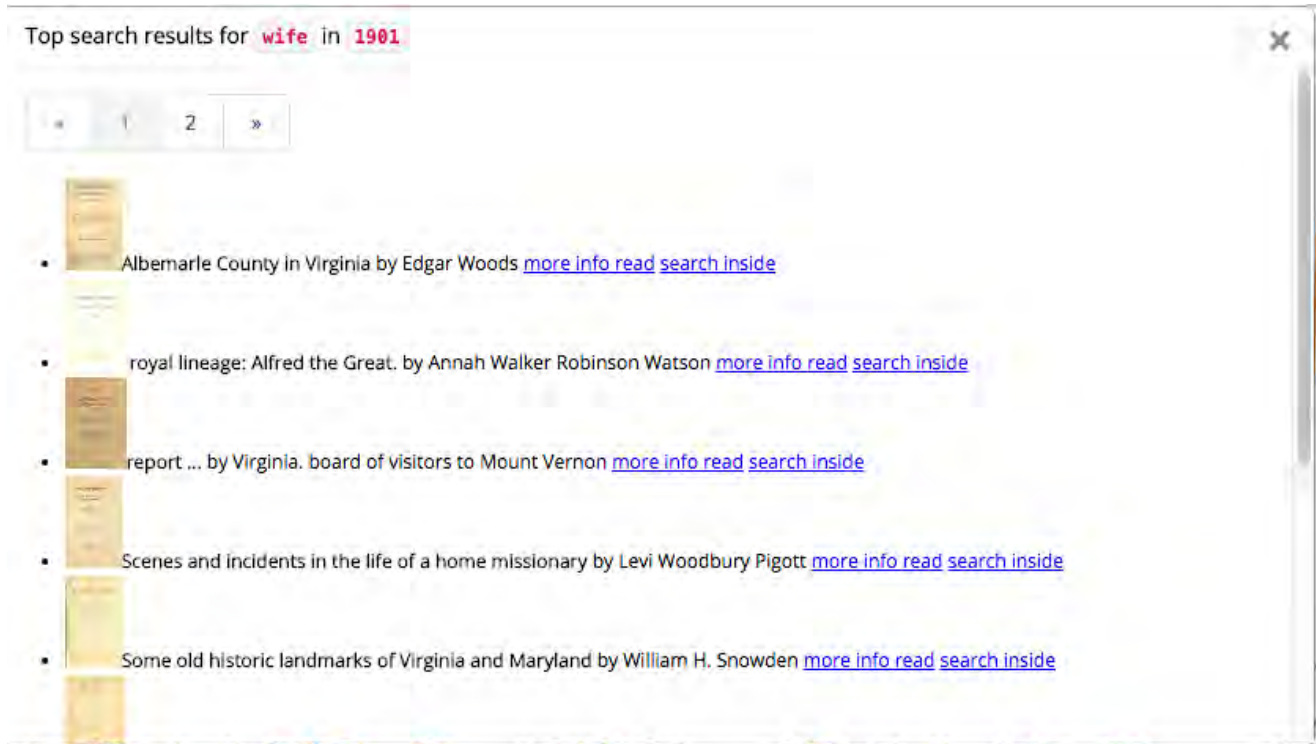 Top search results for wife in 1901
×
« 1 2 »
• Albemarle County in Virginia by Edgar Woods more info read search inside
• royal lineage: Alfred the Great. by Annah Walker Robinson Watson more info read search inside
• report ... by Virginia. board of visitors to Mount Vernon more info read search inside
• Scenes and incidents in the life of a home missionary by Levi Woodbury Pigott more info read search inside
• Some old historic landmarks of Virginia and Maryland by William H. Snowden more info read search inside